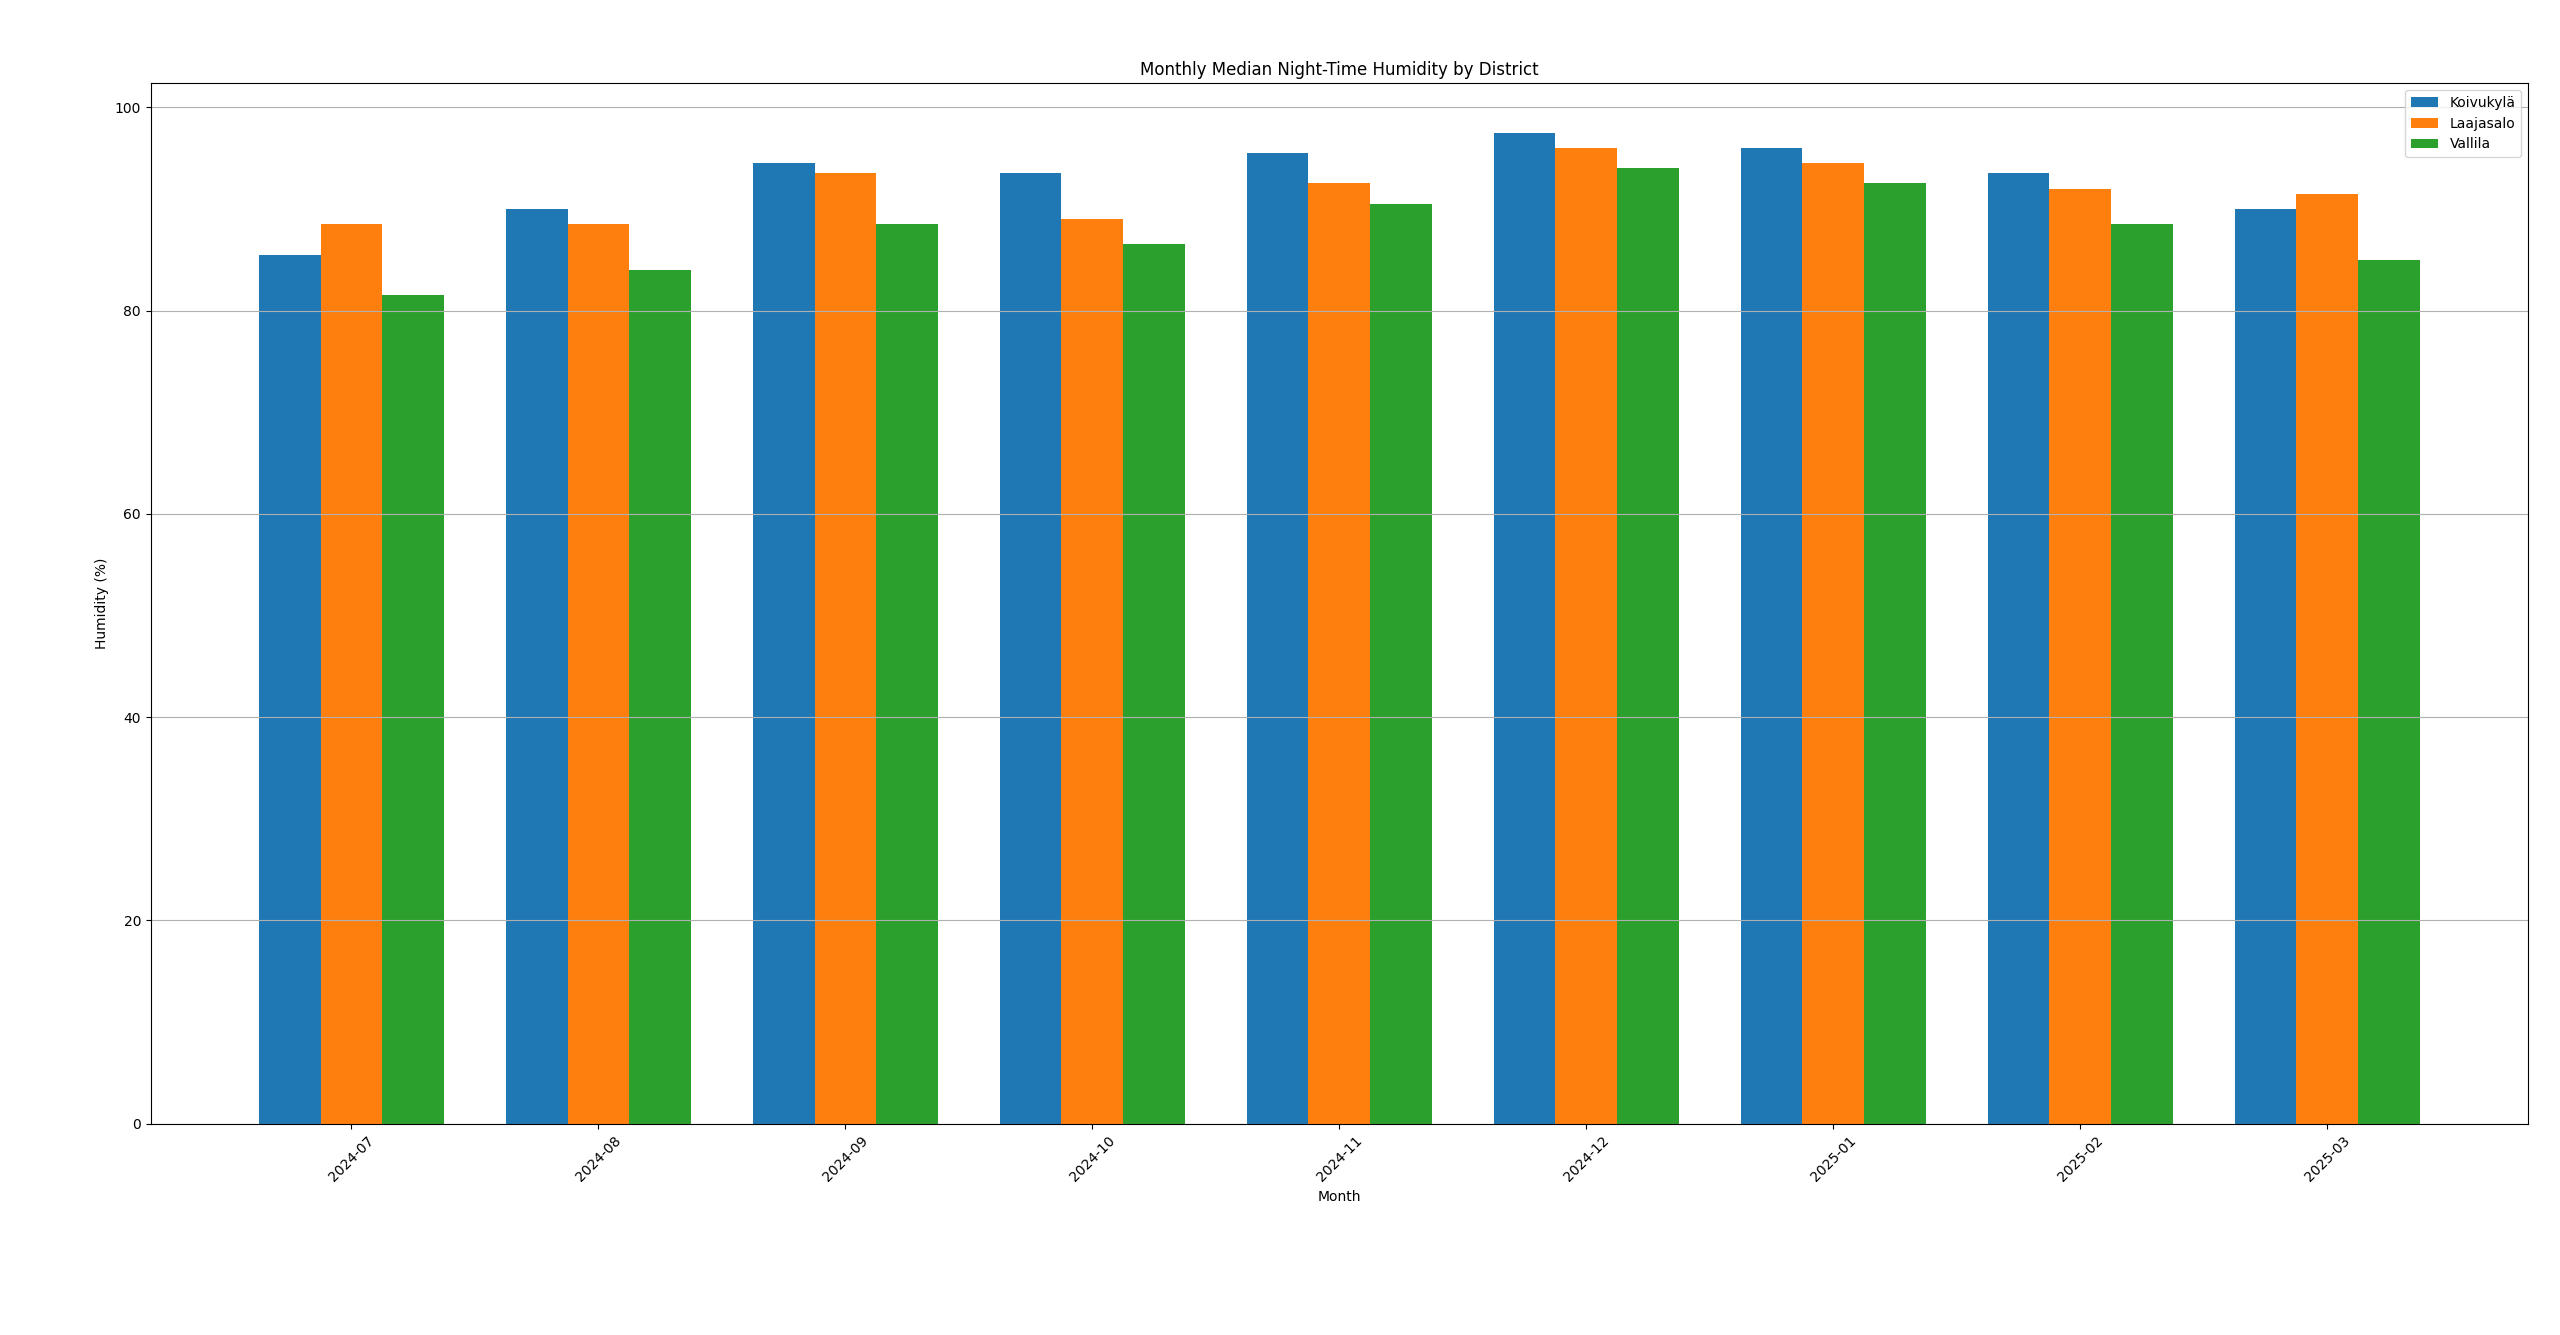 Monthly Median Night-Time Humidity by District
Koivukylä
Laajasalo
Vallila
Humidity (%)
100
80
60
40
20
0
2024-07
2024-08
2024-09
2024-10
2024-11
2024-12
2025-01
2025-02
2025-03
Month